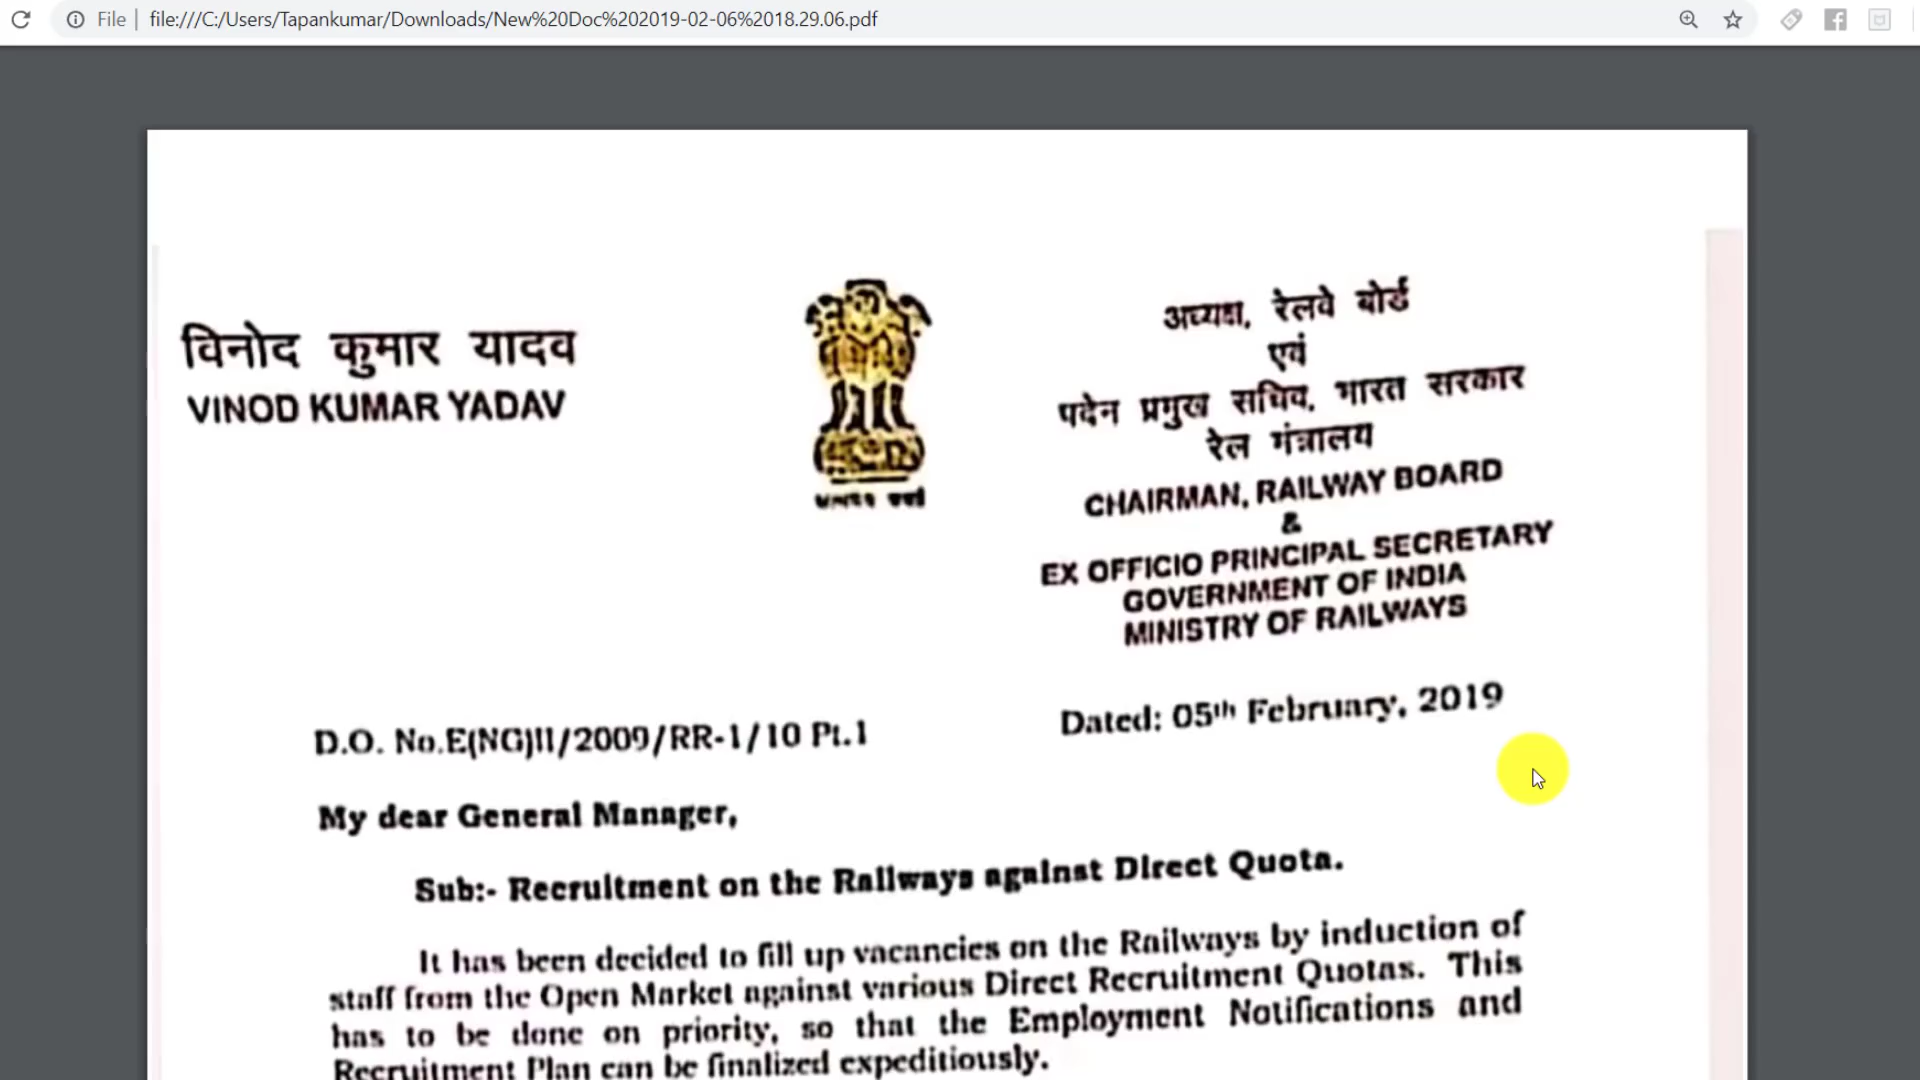 File
file:///C:/Users/Tapankumar/Downloads/New%20Doc%202019-02-06%2018.29.06.pdf
विनोद कुमार यादव
VINOD KUMAR YADAV
अध्यक्ष, रेलवे बोर्ड
एवं
पदेन प्रमुख सचिव, भारत सरकार
रेल मंत्रालय
CHAIRMAN, RAILWAY BOARD
&
EX OFFICIO PRINCIPAL SECRETARY
GOVERNMENT OF INDIA
MINISTRY OF RAILWAYS
D.O. No.E(NG)II/2009/RR-1/10 Pt.1
Dated: 05th February, 2019
My dear General Manager,
Sub:- Recruitment on the Railways against Direct Quota.
It has been decided to fill up vacancies on the Railways by induction of
staff from the Open Market against various Direct Recruitment Quotas. This
has to be done on priority, so that the Employment Notifications and
Recruitment Plan can be finalized expeditiously.